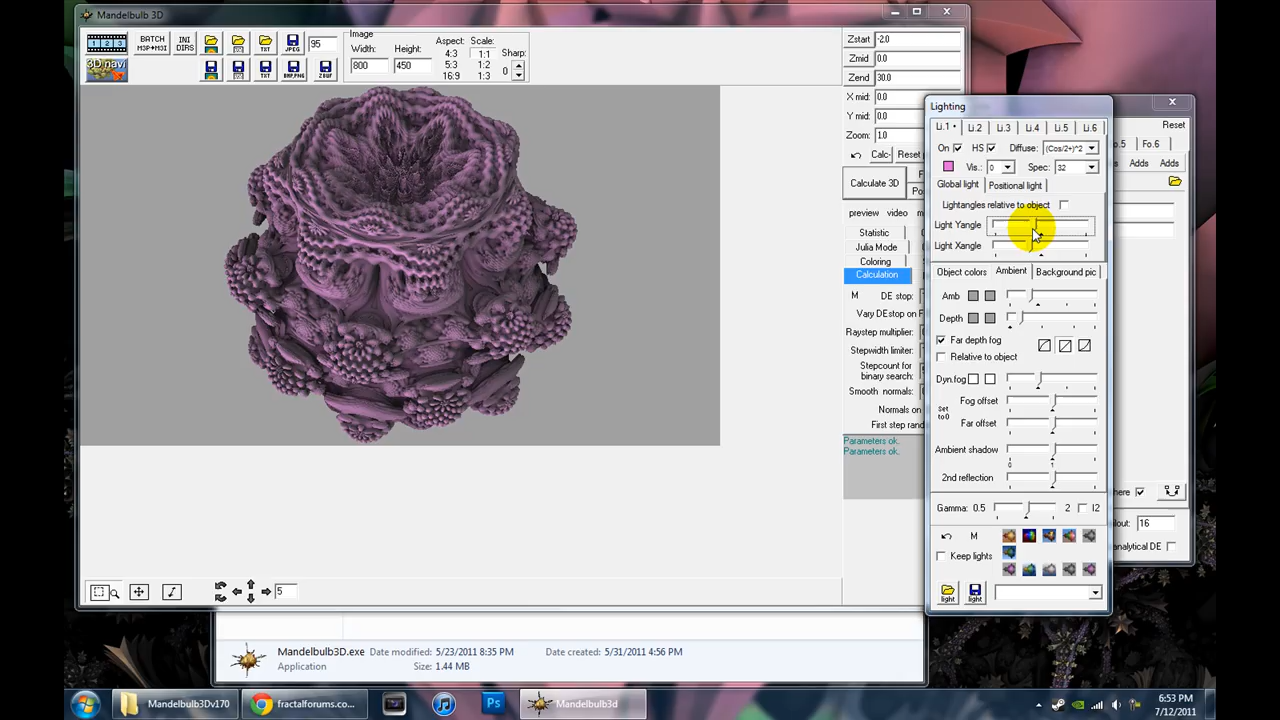 Mandelbulb 3D
BATCH
M3P->M3I
INI
DIRS
TXT
JPEG
95
Image
Width:
Height:
800
450
Aspect:
4:3
5:3
16:9
Scale:
1:1
1:2
1:3
Sharp:
0
3D navi
TXT
BMP,PNG
ZBUF
Zstart
-2.0
Zmid
0.0
Zend
30.0
X mid:
0.0
Y mid:
0.0
Zoom:
1.0
Calc-
Reset
Calculate 3D
preview
video
Statistic
Julia Mode
Coloring
Calculation
M
DE stop:
Vary DEstop on F
Raystep multiplier:
Stepwidth limiter:
Stepcount for
binary search:
Smooth normals:
Normals on
First step rand
Parameters ok.
Parameters ok.
Lighting
Li.1 +
Li.2
Li.3
Li.4
Li.5
Li.6
On
HS
Diffuse:
(Cos/2+)^2
Vis.:
0
Spec:
32
Global light
Positional light
Lightangles relative to object
Light Yangle
Light Xangle
Object colors
Ambient
Background pic
Amb
Depth
Far depth fog
Relative to object
Dyn.fog
Fog offset
Set
to0
Far offset
Ambient shadow
0
1
2nd reflection
Gamma: 0.5
2
I2
M
Keep lights
light
light
Reset
o.5
Fo.6
Adds
Adds
here
lout:
16
analytical DE
5
Mandelbulb3D.exe
Date modified: 5/23/2011 8:35 PM
Date created: 5/31/2011 4:56 PM
Application
Size: 1.44 MB
Mandelbulb3Dv170
fractalforums.co...
Ps
Mandelbulb3d
6:53 PM
7/12/2011